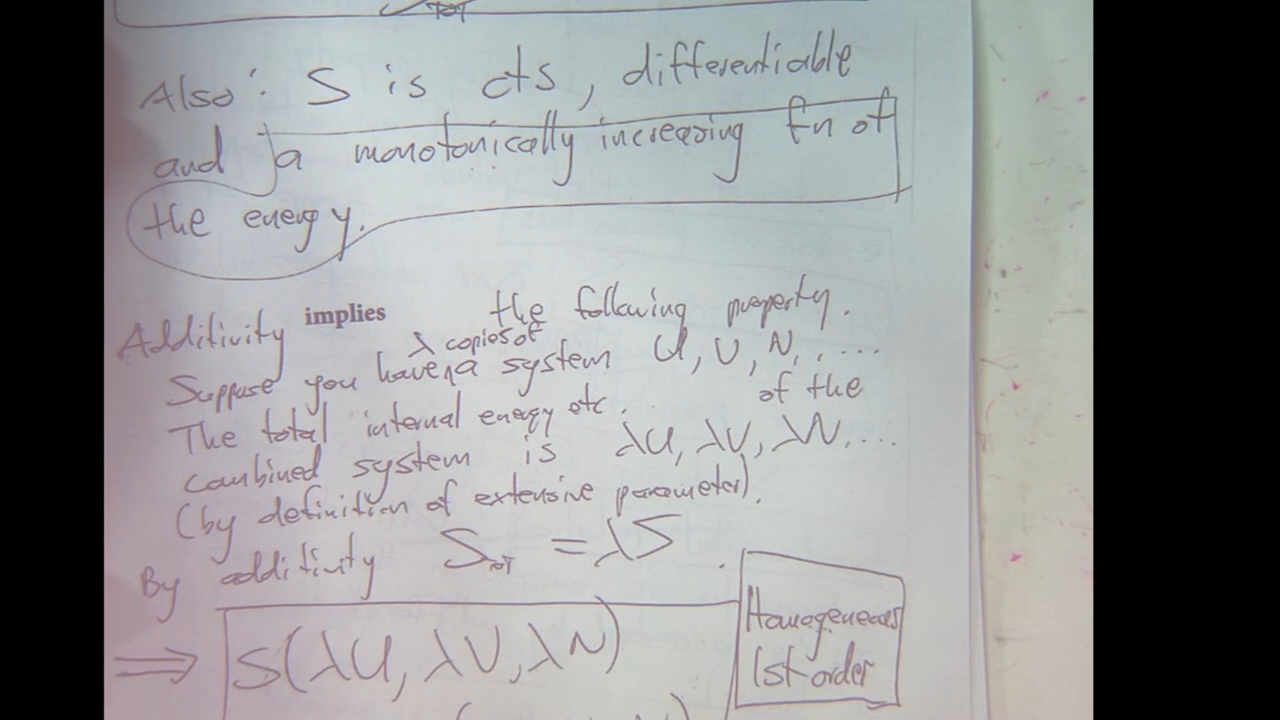 TOT
Also: S is cts, differentiable
and a monotonically increasing fn of
the energy.
Additivity implies the following property.
Suppose you have λ copies of a system U, V, N, ...
The total internal energy etc. of the
combined system is λU, λV, λN, ...
(by definition of extensive parameter).
By additivity S_TOT = λS.
⇒ S(λU, λV, λN)
Homogeneous
1st order